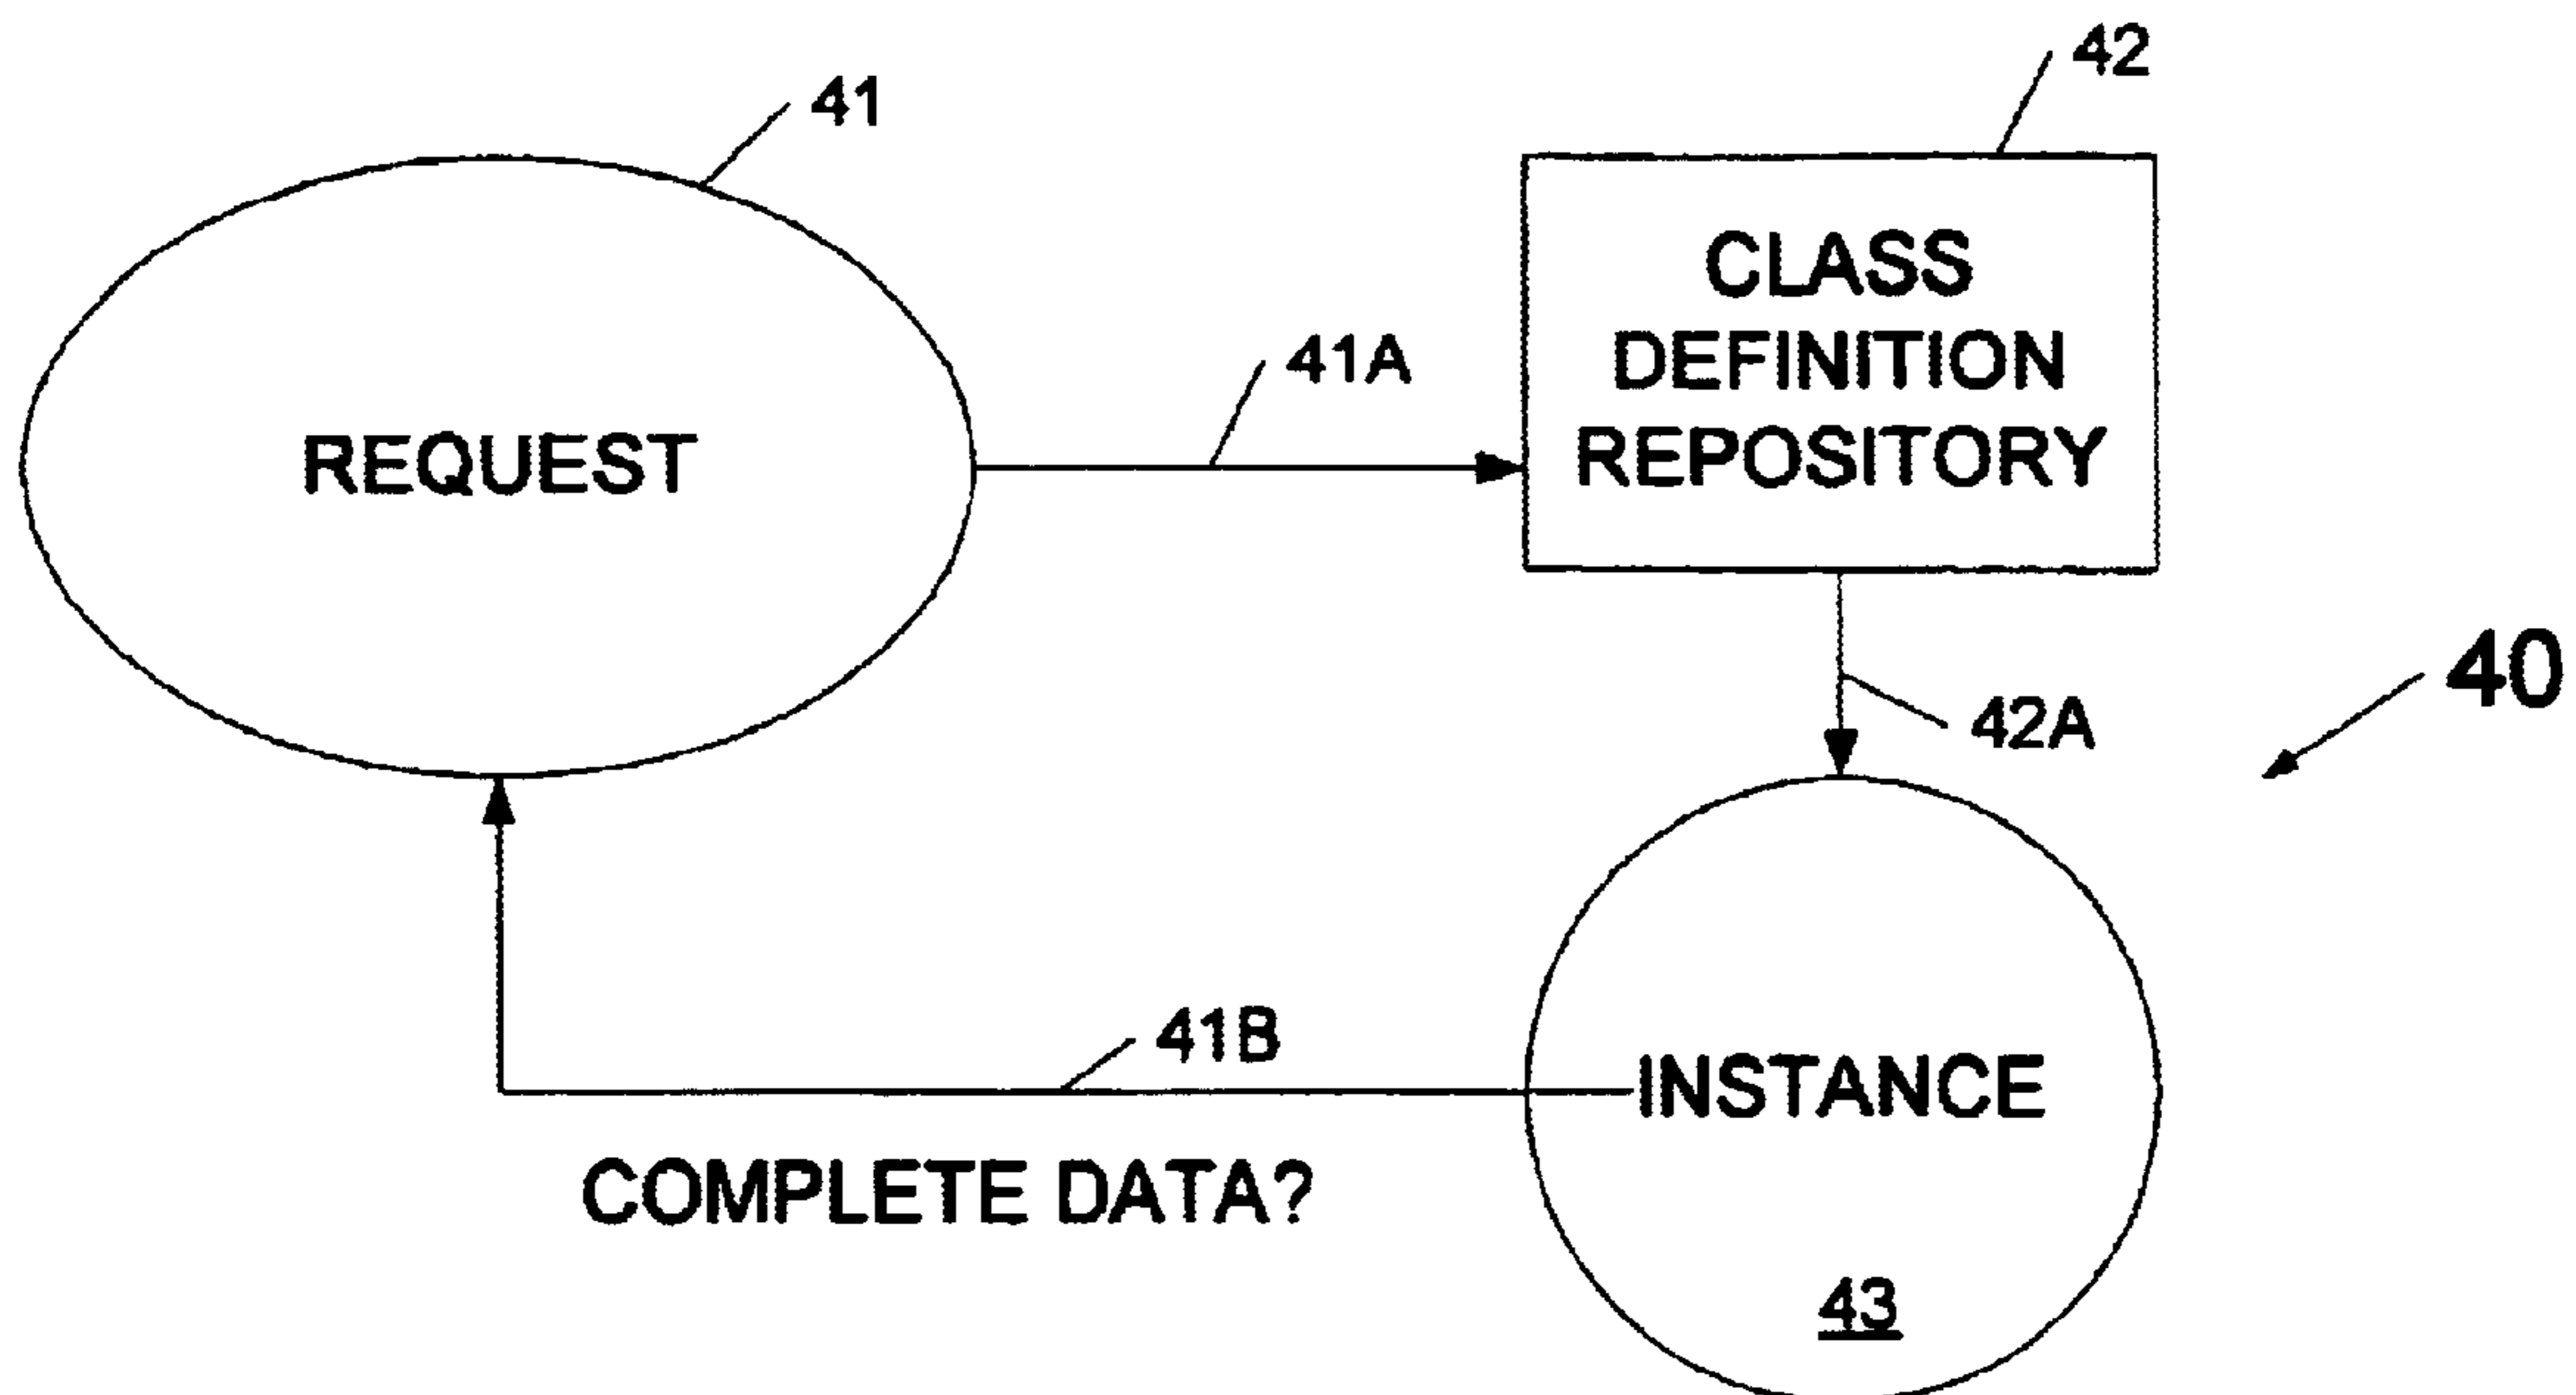 41
42
CLASS
DEFINITION
REPOSITORY
41A
REQUEST
40
42A
41B
INSTANCE
COMPLETE DATA?
43